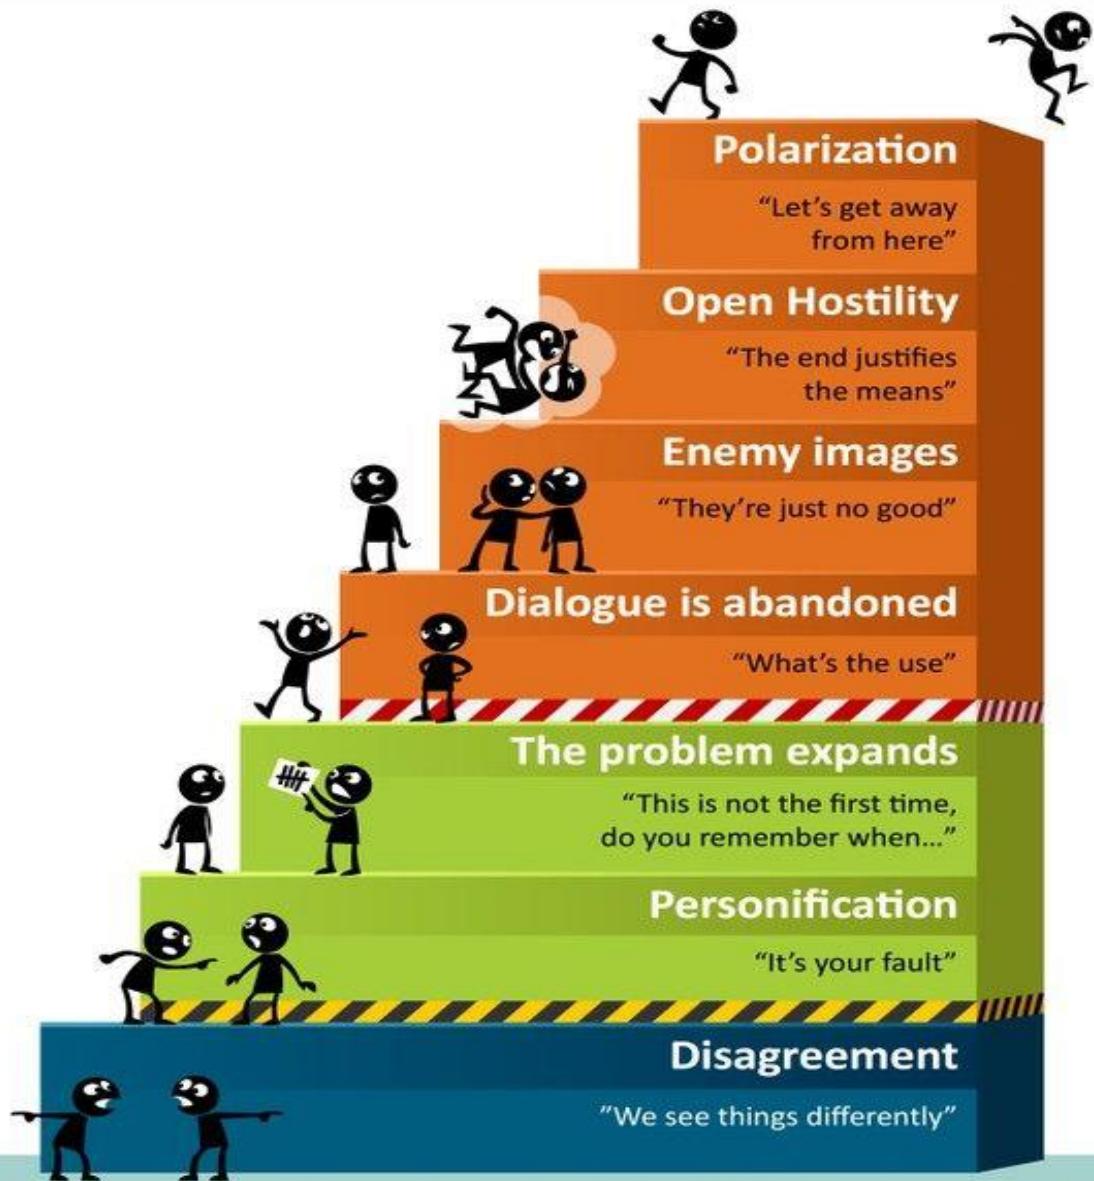 Polarization
“Let’s get away
from here”
Open Hostility
“The end justifies
the means”
Enemy images
“They’re just no good”
Dialogue is abandoned
“What’s the use”
The problem expands
“This is not the first time,
do you remember when...”
Personification
“It’s your fault”
Disagreement
”We see things differently”